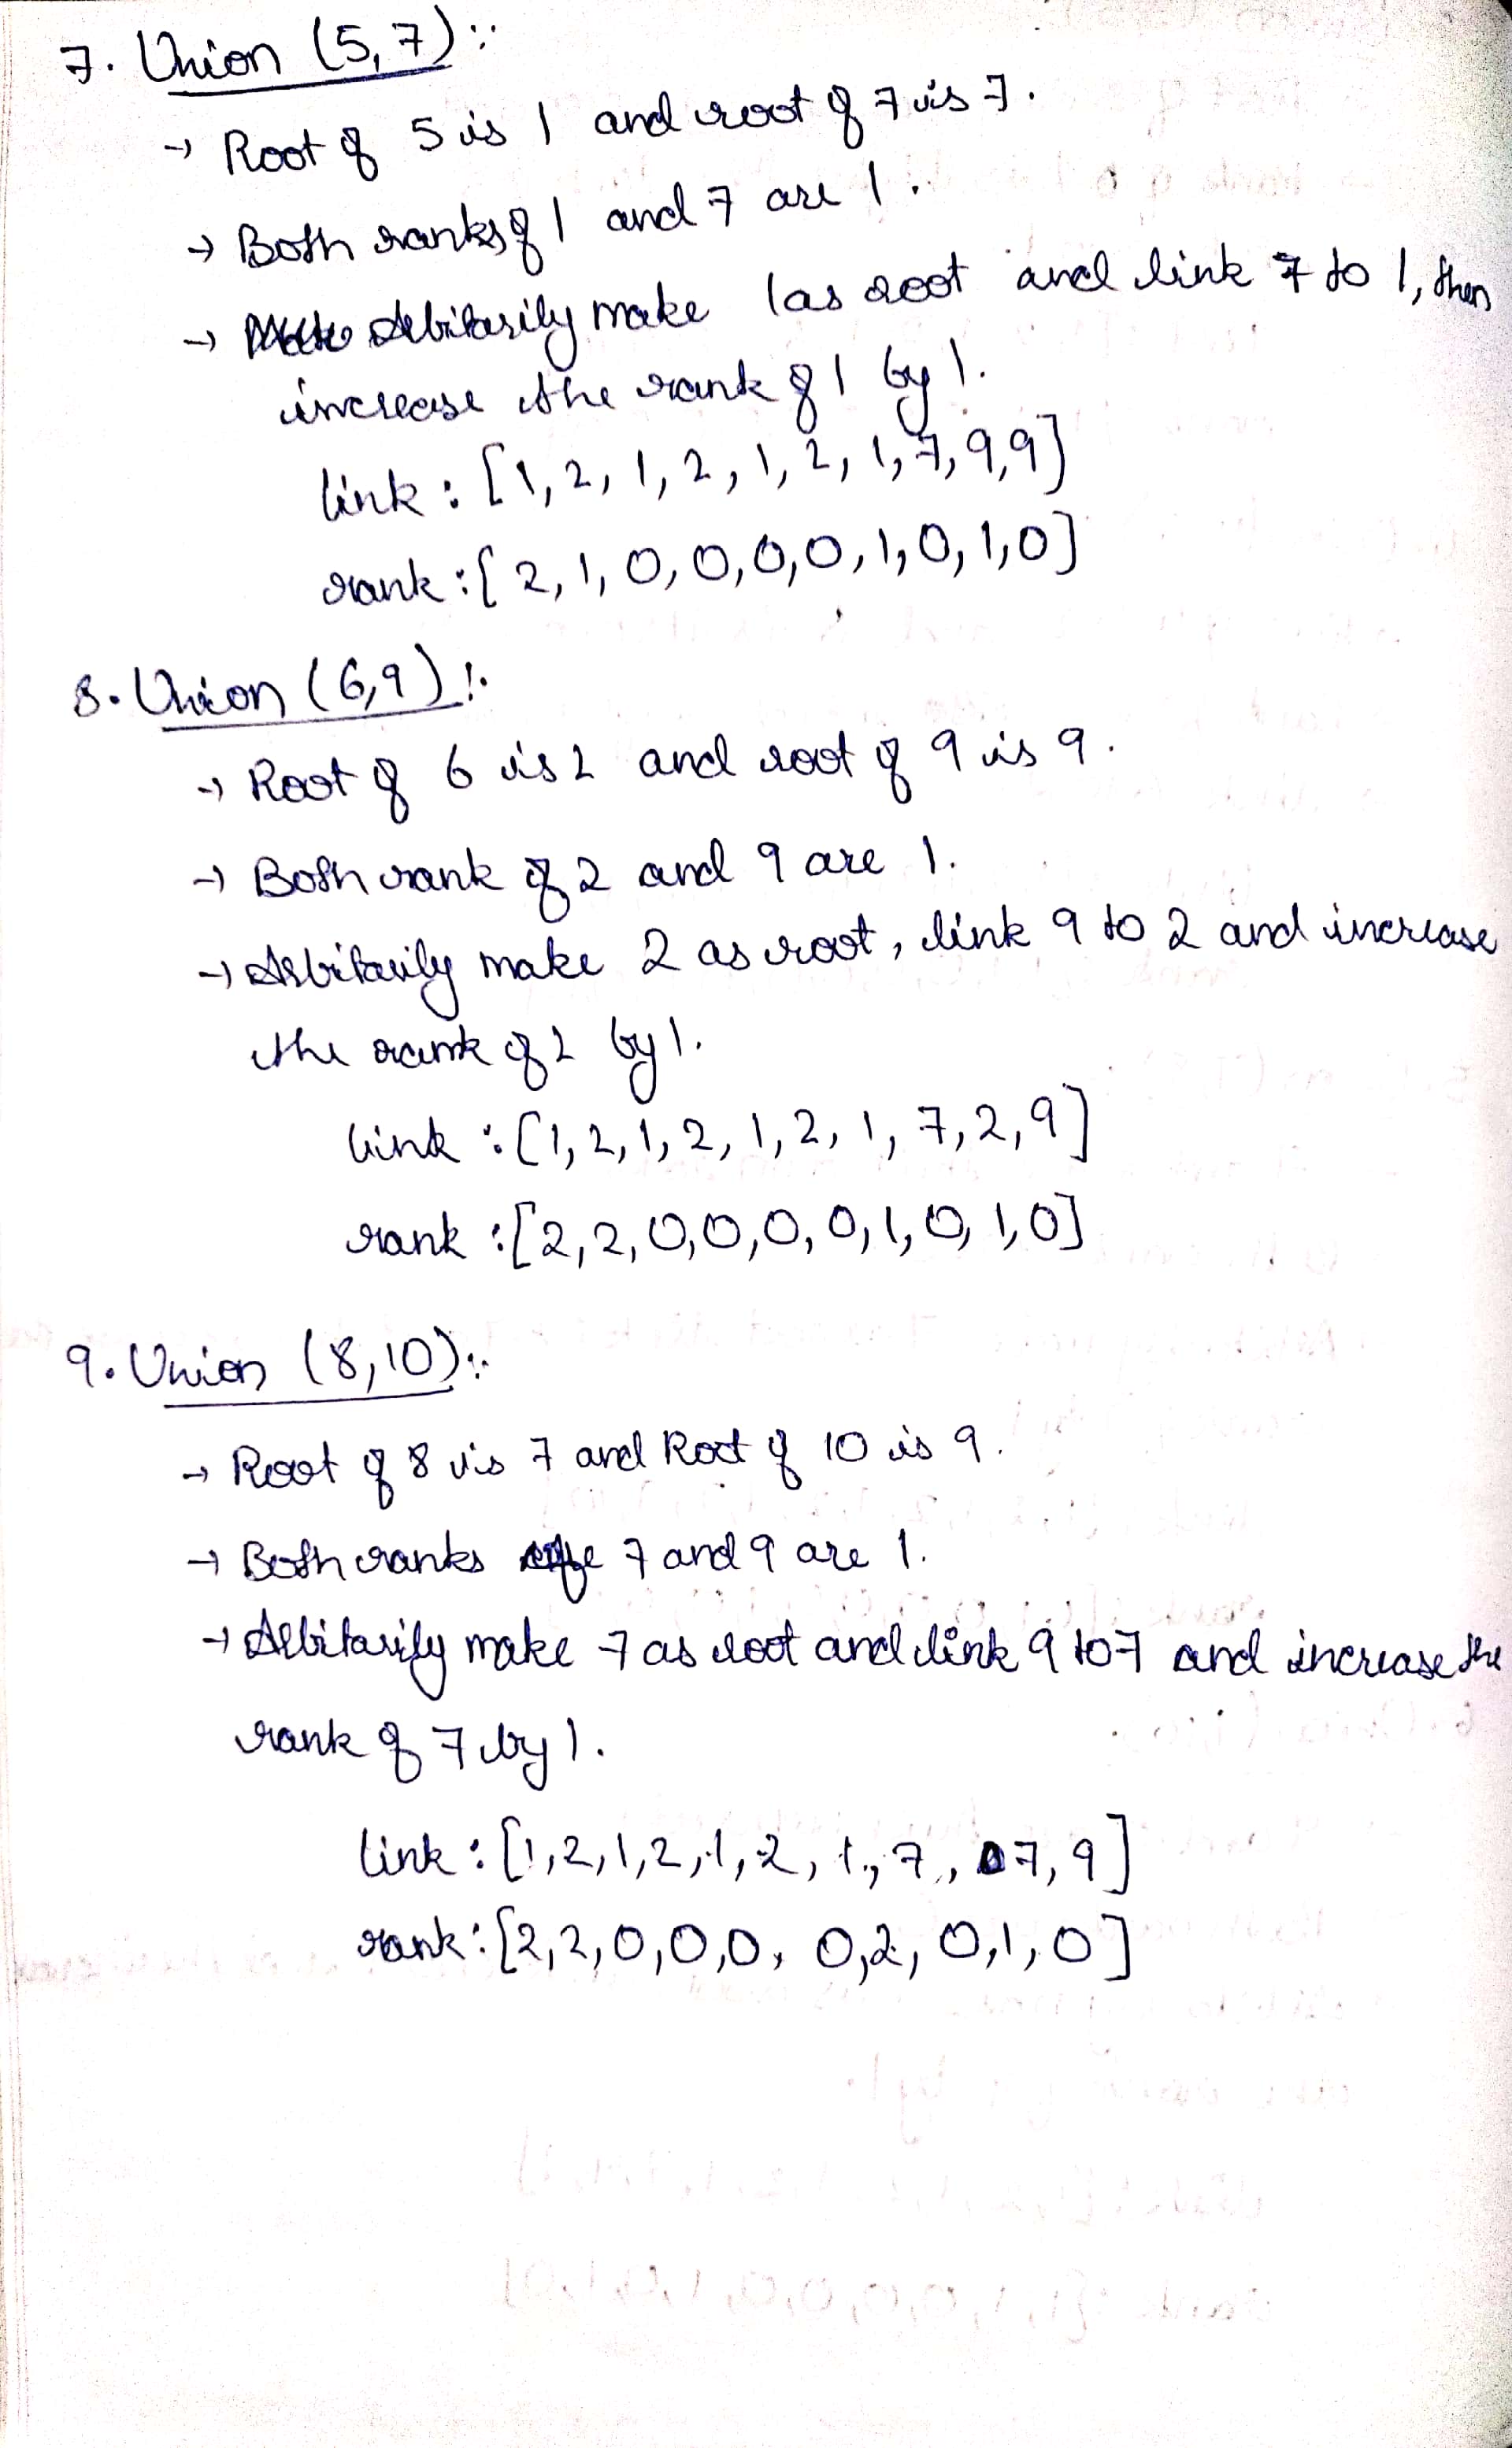 7. Union (5,7):
→ Root of 5 is 1 and root of 7 is 7.
→ Both ranks of 1 and 7 are 1.
→ Arbitarily make 1 as root and link 7 to 1, then
increase the rank of 1 by 1.
link : [1, 2, 1, 2, 1, 2, 1, 7, 9, 9]
rank : [2, 1, 0, 0, 0, 0, 1, 0, 1, 0]
8. Union (6,9):
→ Root of 6 is 2 and root of 9 is 9.
→ Both rank of 2 and 9 are 1.
→ Arbitarily make 2 as root, link 9 to 2 and increase
the rank of 2 by 1.
link : [1, 2, 1, 2, 1, 2, 1, 7, 2, 9]
rank : [2, 2, 0, 0, 0, 0, 1, 0, 1, 0]
9. Union (8,10):
→ Root of 8 is 7 and Root of 10 is 9.
→ Both ranks 7 and 9 are 1.
→ Arbitarily make 7 as root and link 9 to 7 and increase the
rank of 7 by 1.
link : [1, 2, 1, 2, 1, 2, 1, 7, 7, 9]
rank : [2, 2, 0, 0, 0, 0, 2, 0, 1, 0]